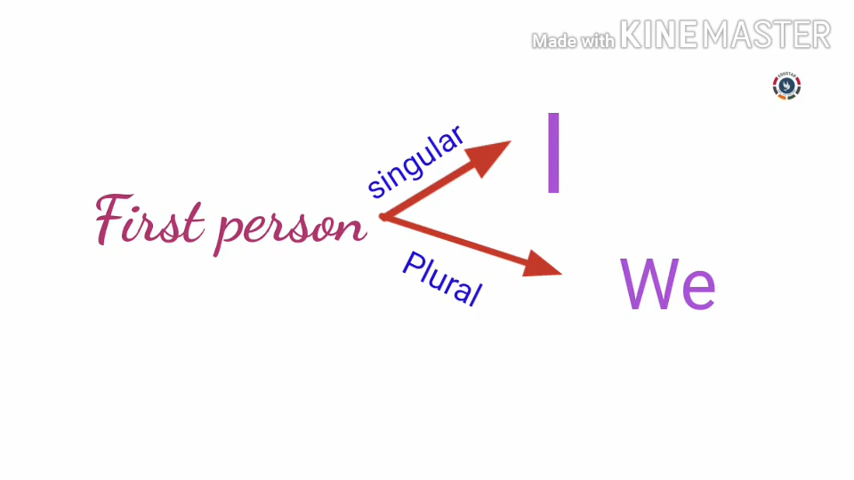 Made with KINEMASTER
singular
I
First person
Plural
We